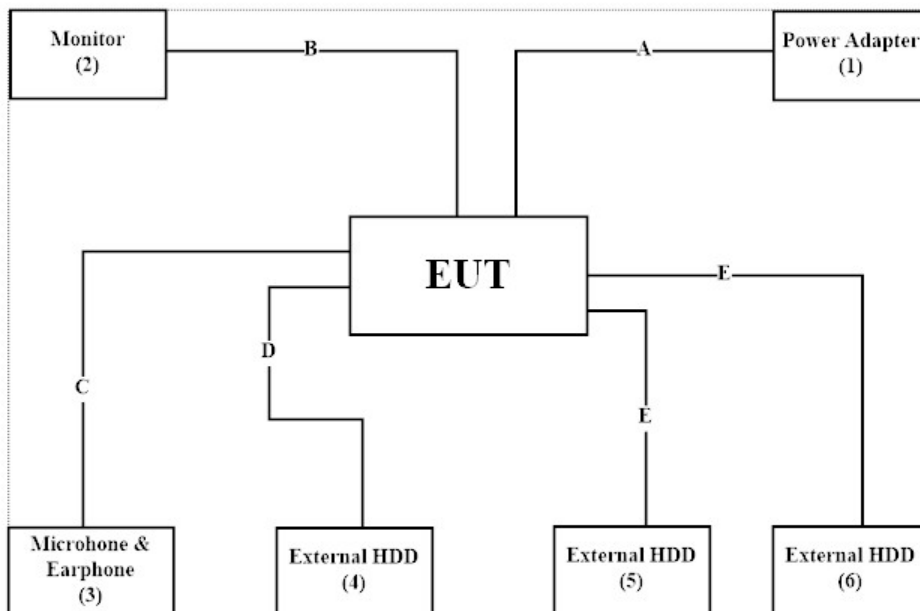 Monitor
(2)
B
A
Power Adapter
(1)
EUT
E
D
C
E
Microhone &
Earphone
(3)
External HDD
(4)
External HDD
(5)
External HDD
(6)